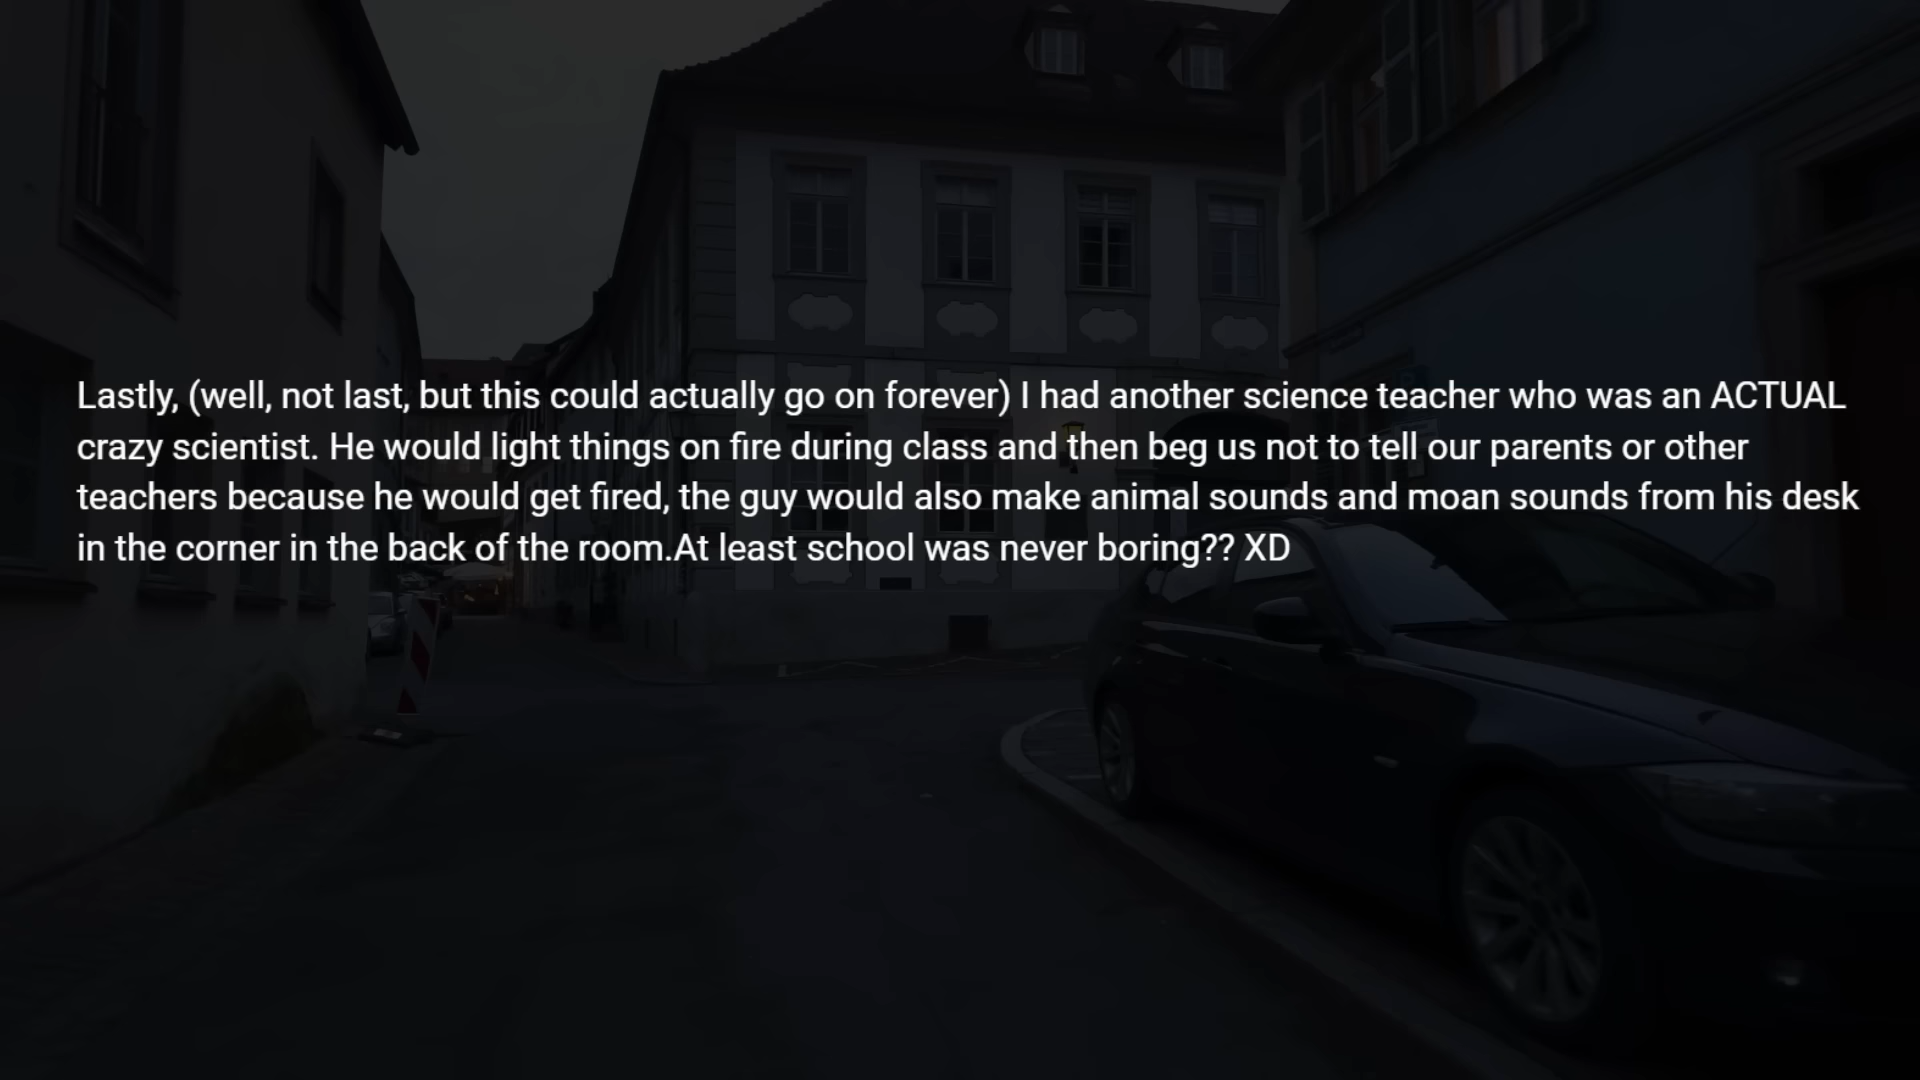 Lastly, (well, not last, but this could actually go on forever) I had another science teacher who was an ACTUAL
crazy scientist. He would light things on fire during class and then beg us not to tell our parents or other
teachers because he would get fired, the guy would also make animal sounds and moan sounds from his desk
in the corner in the back of the room.At least school was never boring?? XD